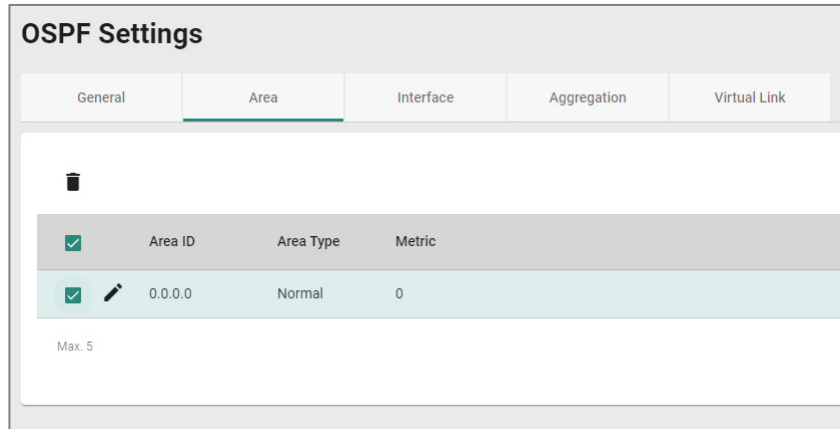 OSPF Settings
General Area Interface Aggregation Virtual Link
Area ID Area Type Metric
0.0.0.0 Normal 0
Max. 5